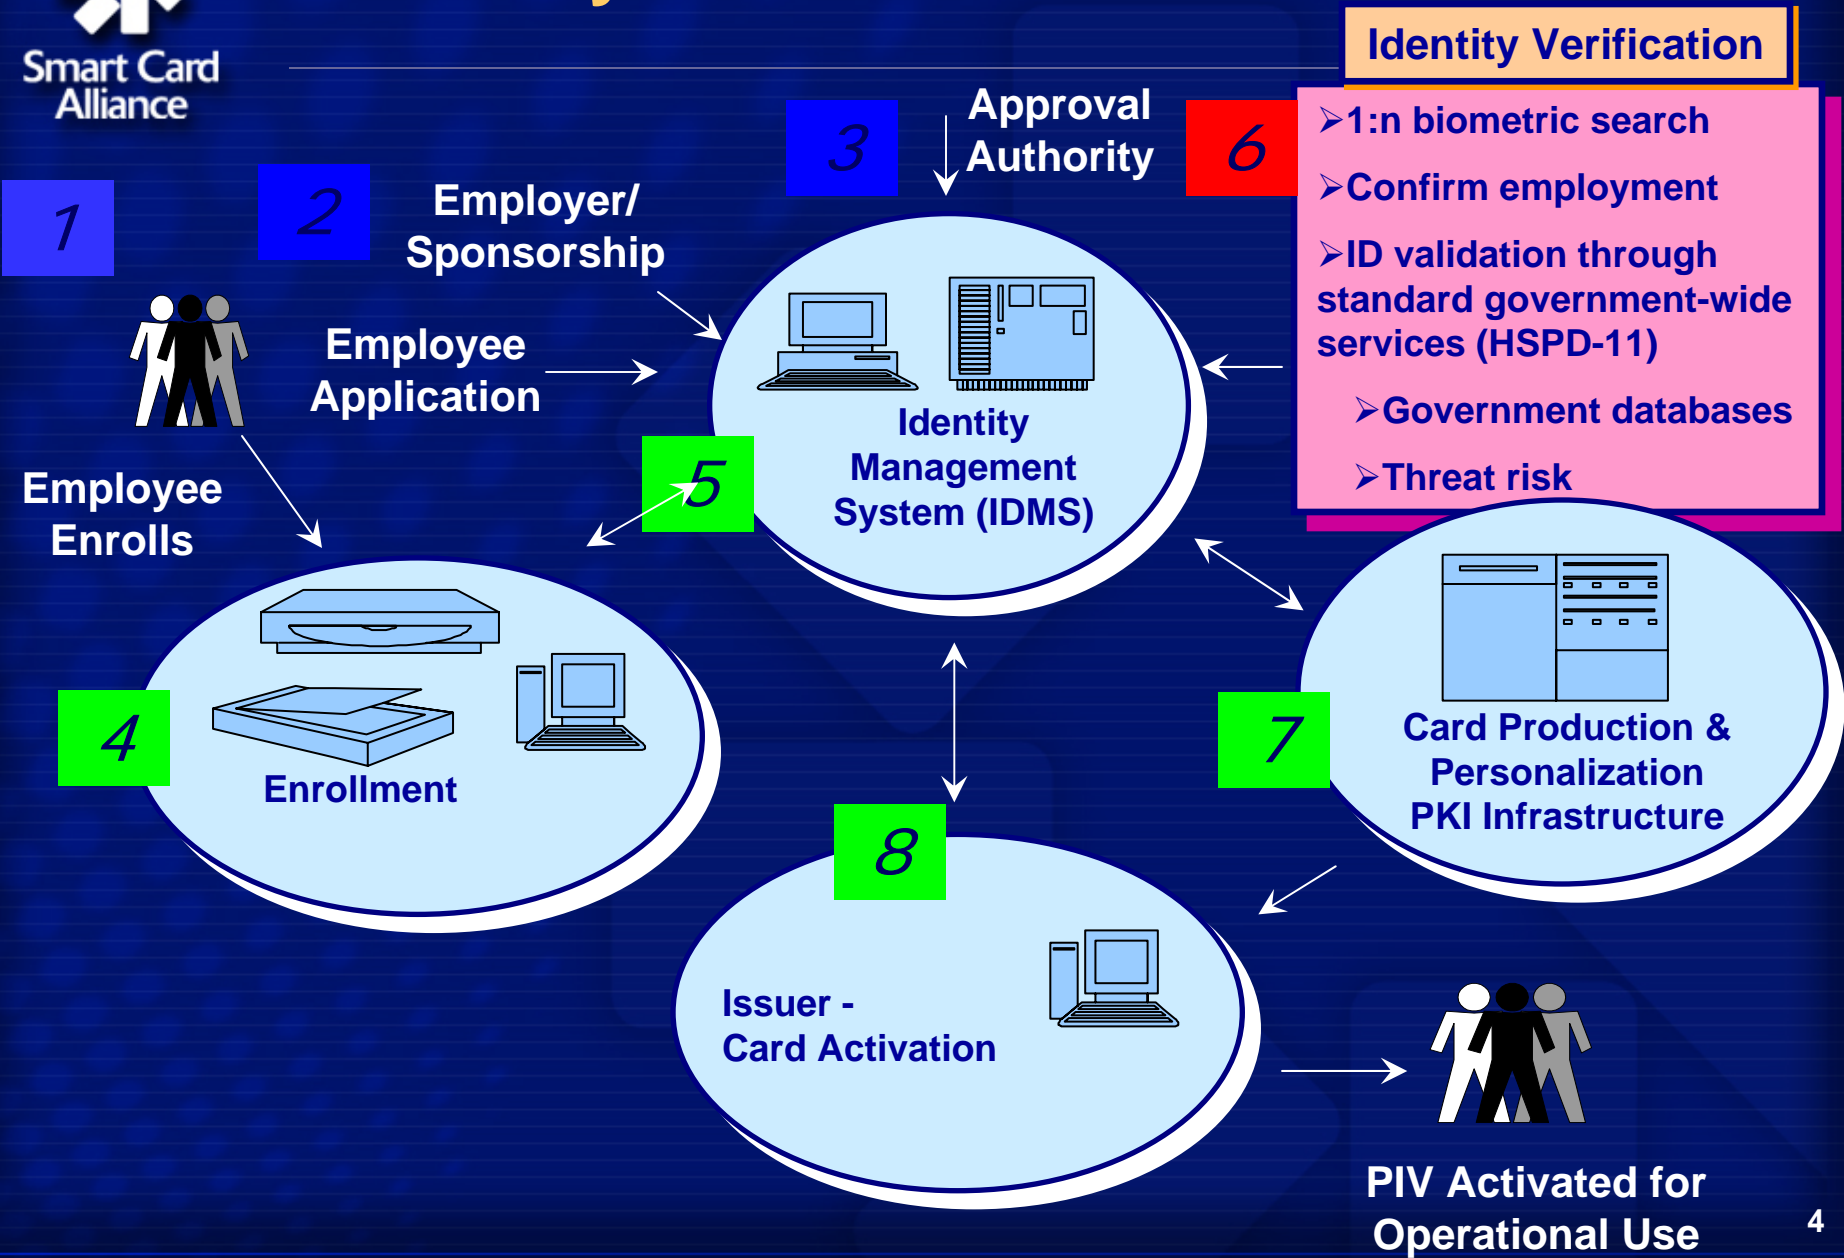 Smart Card
Alliance
Identity Verification
➢1:n biometric search
➢Confirm employment
➢ID validation through
standard government-wide
services (HSPD-11)
➢Government databases
➢Threat risk
3
Approval
Authority
6
1
2
Employer/
Sponsorship
Employee
Application
Employee
Enrolls
5
Identity
Management
System (IDMS)
4
Enrollment
7
Card Production &
Personalization
PKI Infrastructure
8
Issuer -
Card Activation
PIV Activated for
Operational Use
4